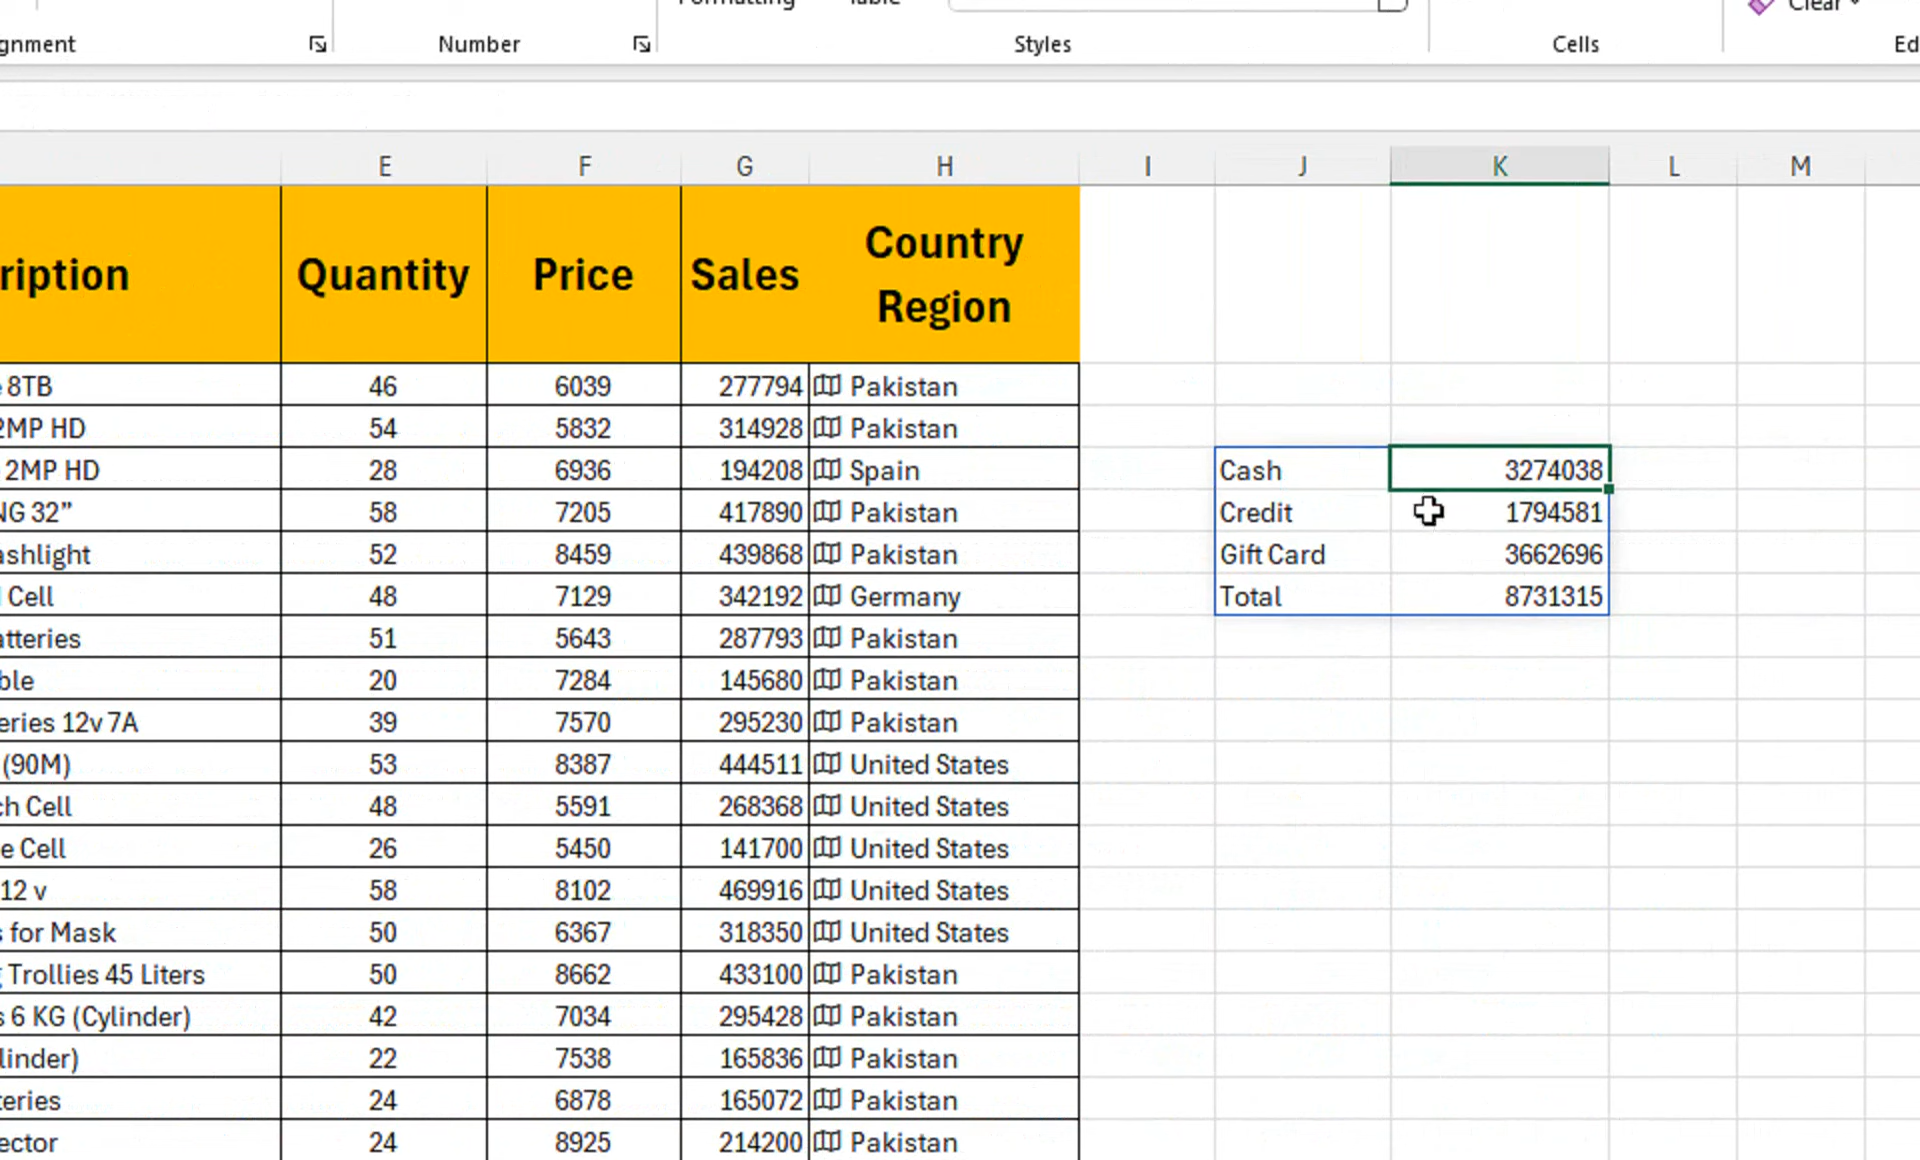 Clear
gnment Number Styles Cells Ed
E F G H I J K L M
ription Quantity Price Sales Country Region
8TB 46 6039 277794 Pakistan
2MP HD 54 5832 314928 Pakistan
2MP HD 28 6936 194208 Spain Cash 3274038
NG 32” 58 7205 417890 Pakistan Credit 1794581
ashlight 52 8459 439868 Pakistan Gift Card 3662696
Cell 48 7129 342192 Germany Total 8731315
atteries 51 5643 287793 Pakistan
ble 20 7284 145680 Pakistan
eries 12v 7A 39 7570 295230 Pakistan
(90M) 53 8387 444511 United States
ch Cell 48 5591 268368 United States
e Cell 26 5450 141700 United States
12 v 58 8102 469916 United States
s for Mask 50 6367 318350 United States
Trollies 45 Liters 50 8662 433100 Pakistan
s 6 KG (Cylinder) 42 7034 295428 Pakistan
linder) 22 7538 165836 Pakistan
teries 24 6878 165072 Pakistan
ector 24 8925 214200 Pakistan